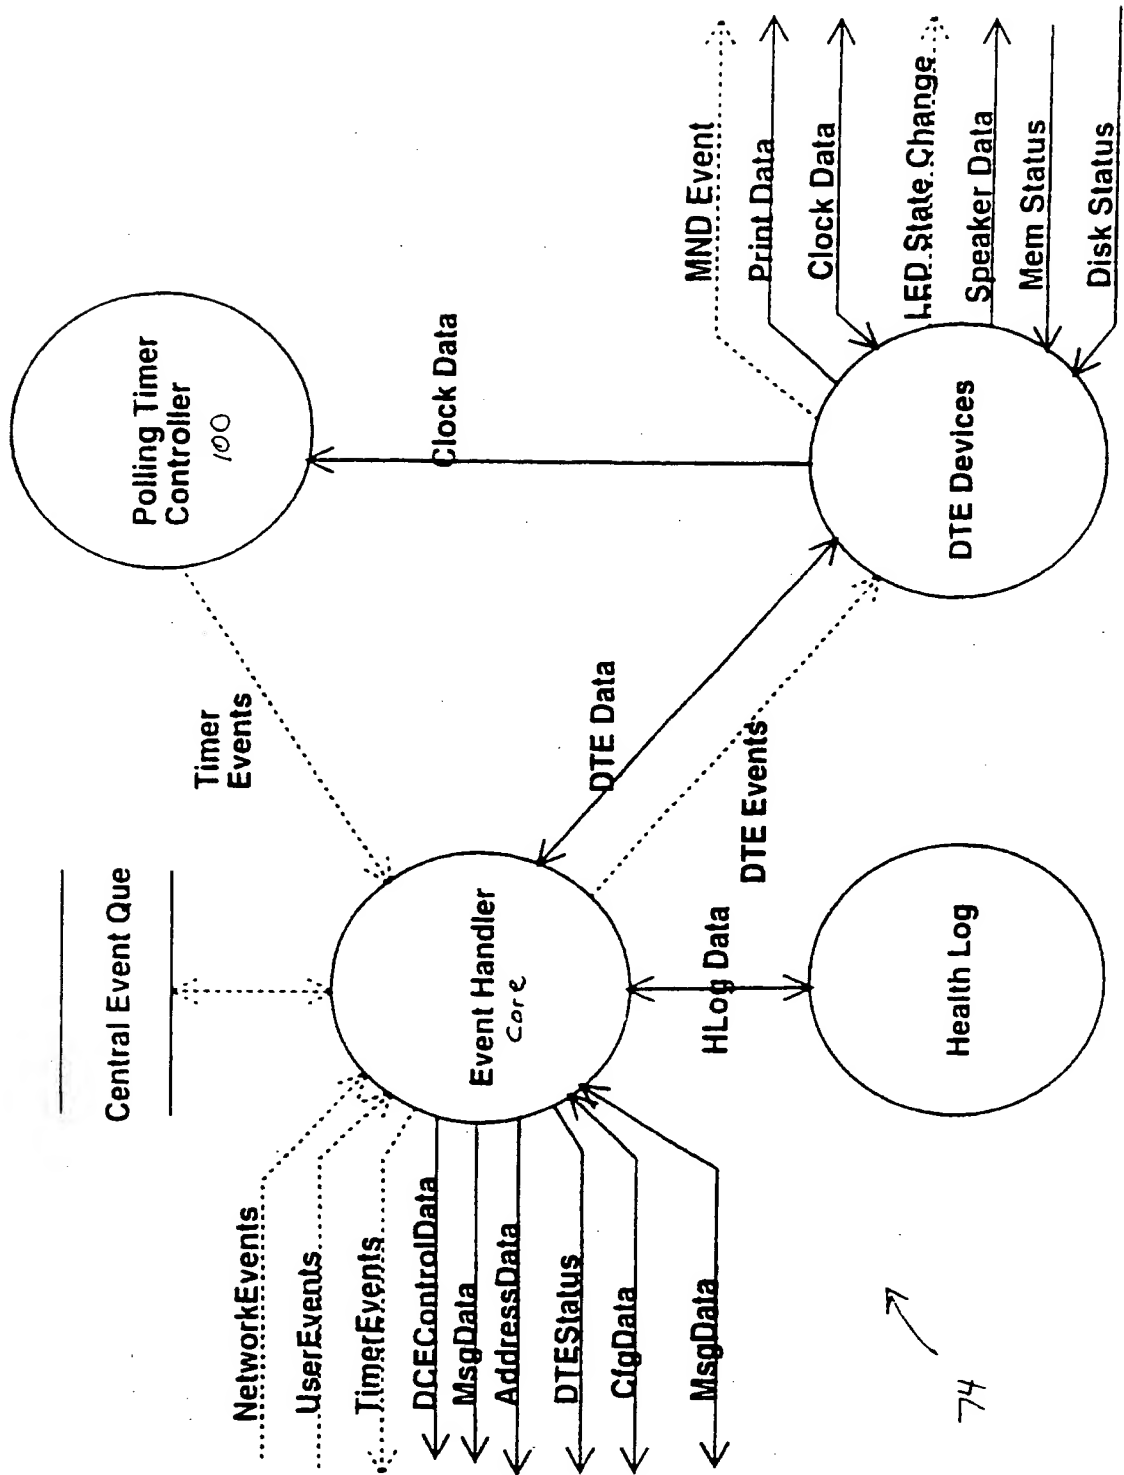 Central Event Que
Polling Timer
Controller
100
Timer
Events
NetworkEvents
UserEvents
TimerEvents
DCEControlData
MsgData
AddressData
DTEStatus
CfgData
MsgData
Event Handler
Core
Clock Data
DTE Data
DTE Events
HLog Data
MND Event
Print Data
Clock Data
LED State Change
Speaker Data
Mem Status
Disk Status
Health Log
DTE Devices
74